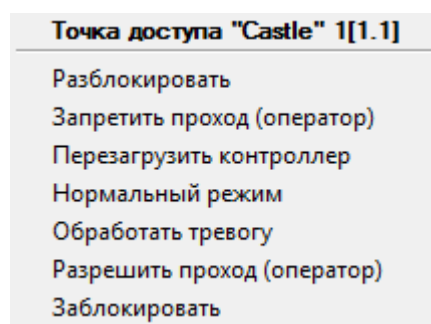 Точка доступа "Castle" 1[1.1]
Разблокировать
Запретить проход (оператор)
Перезагрузить контроллер
Нормальный режим
Обработать тревогу
Разрешить проход (оператор)
Заблокировать